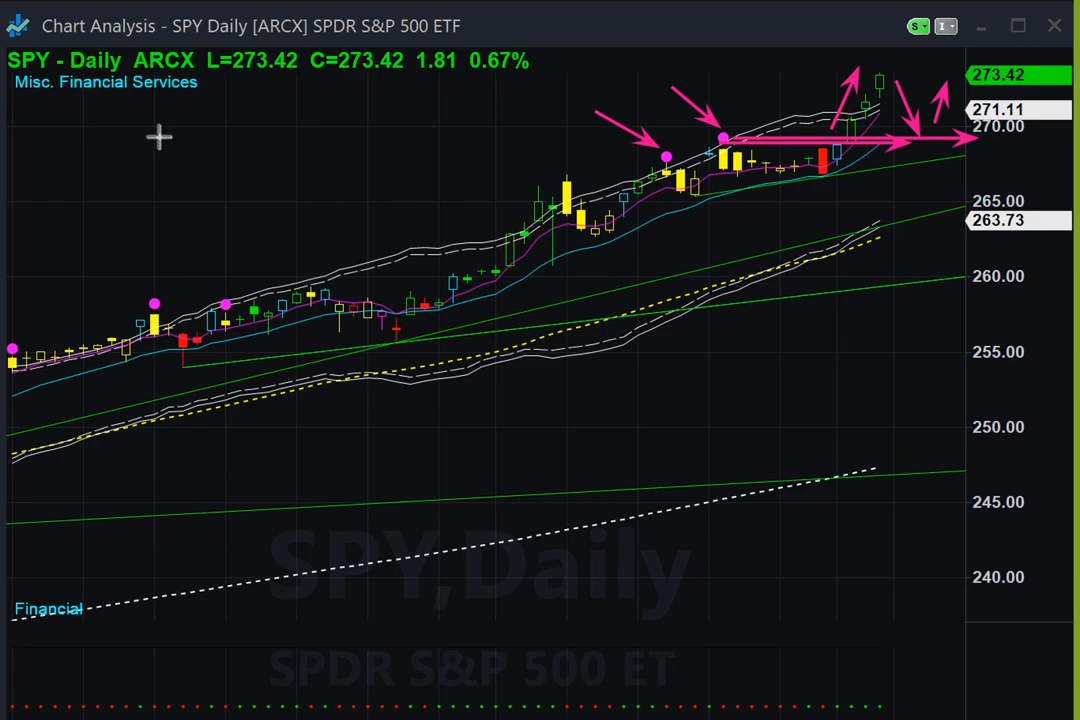 Chart Analysis - SPY Daily [ARCX] SPDR S&P 500 ETF
S
I
SPY - Daily ARCX L=273.42 C=273.42 1.81 0.67%
Misc. Financial Services
273.42
271.11
270.00
265.00
263.73
260.00
255.00
250.00
245.00
240.00
SPY,Daily
Financial
SPDR S&P 500 ET